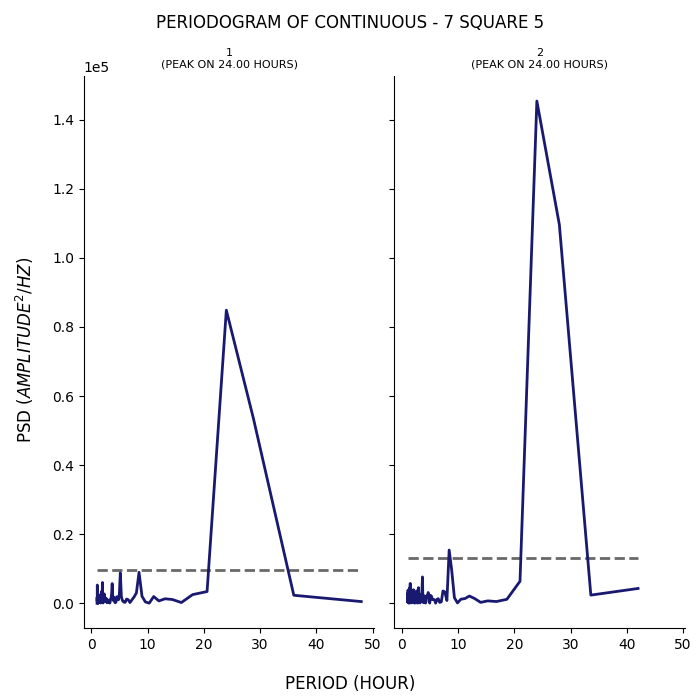 PERIODOGRAM OF CONTINUOUS - 7 SQUARE 5
1
(PEAK ON 24.00 HOURS)
2
(PEAK ON 24.00 HOURS)
1e5
1.4
1.2
1.0
0.8
0.6
0.4
0.2
0.0
PSD (AMPLITUDE²/HZ)
0 10 20 30 40 50
0 10 20 30 40 50
PERIOD (HOUR)